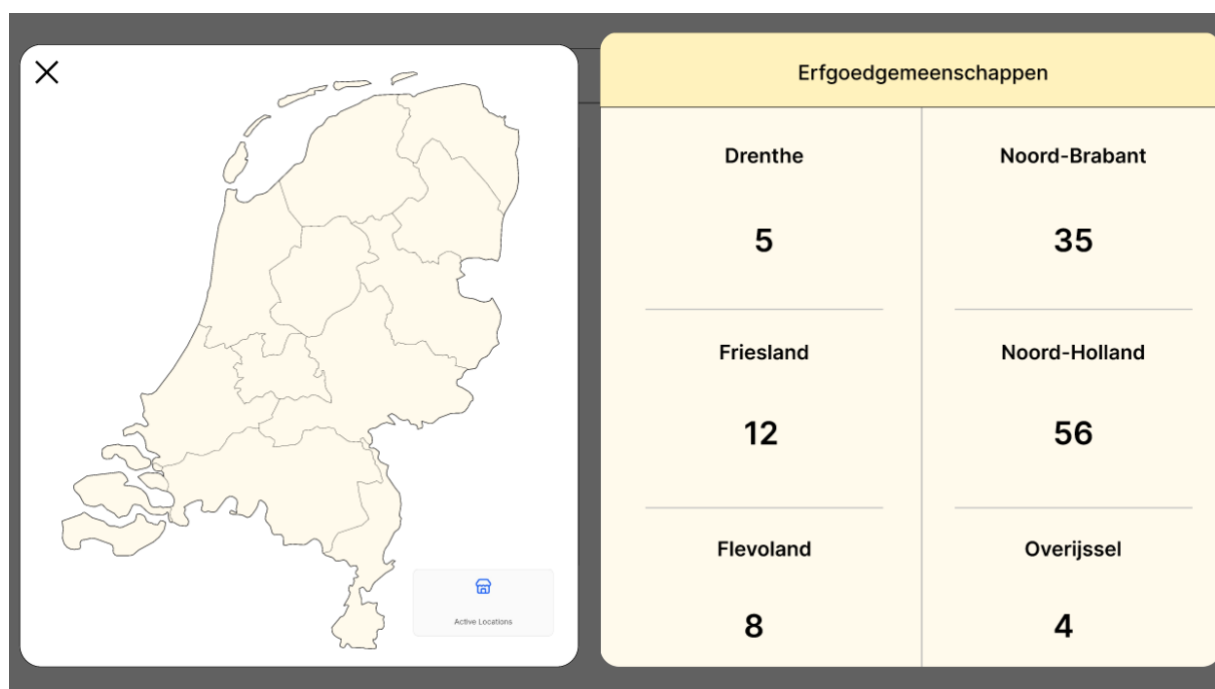 Erfgoedgemeenschappen
Drenthe
Noord-Brabant
5
35
Friesland
Noord-Holland
12
56
Flevoland
Overijssel
8
4
Active Locations